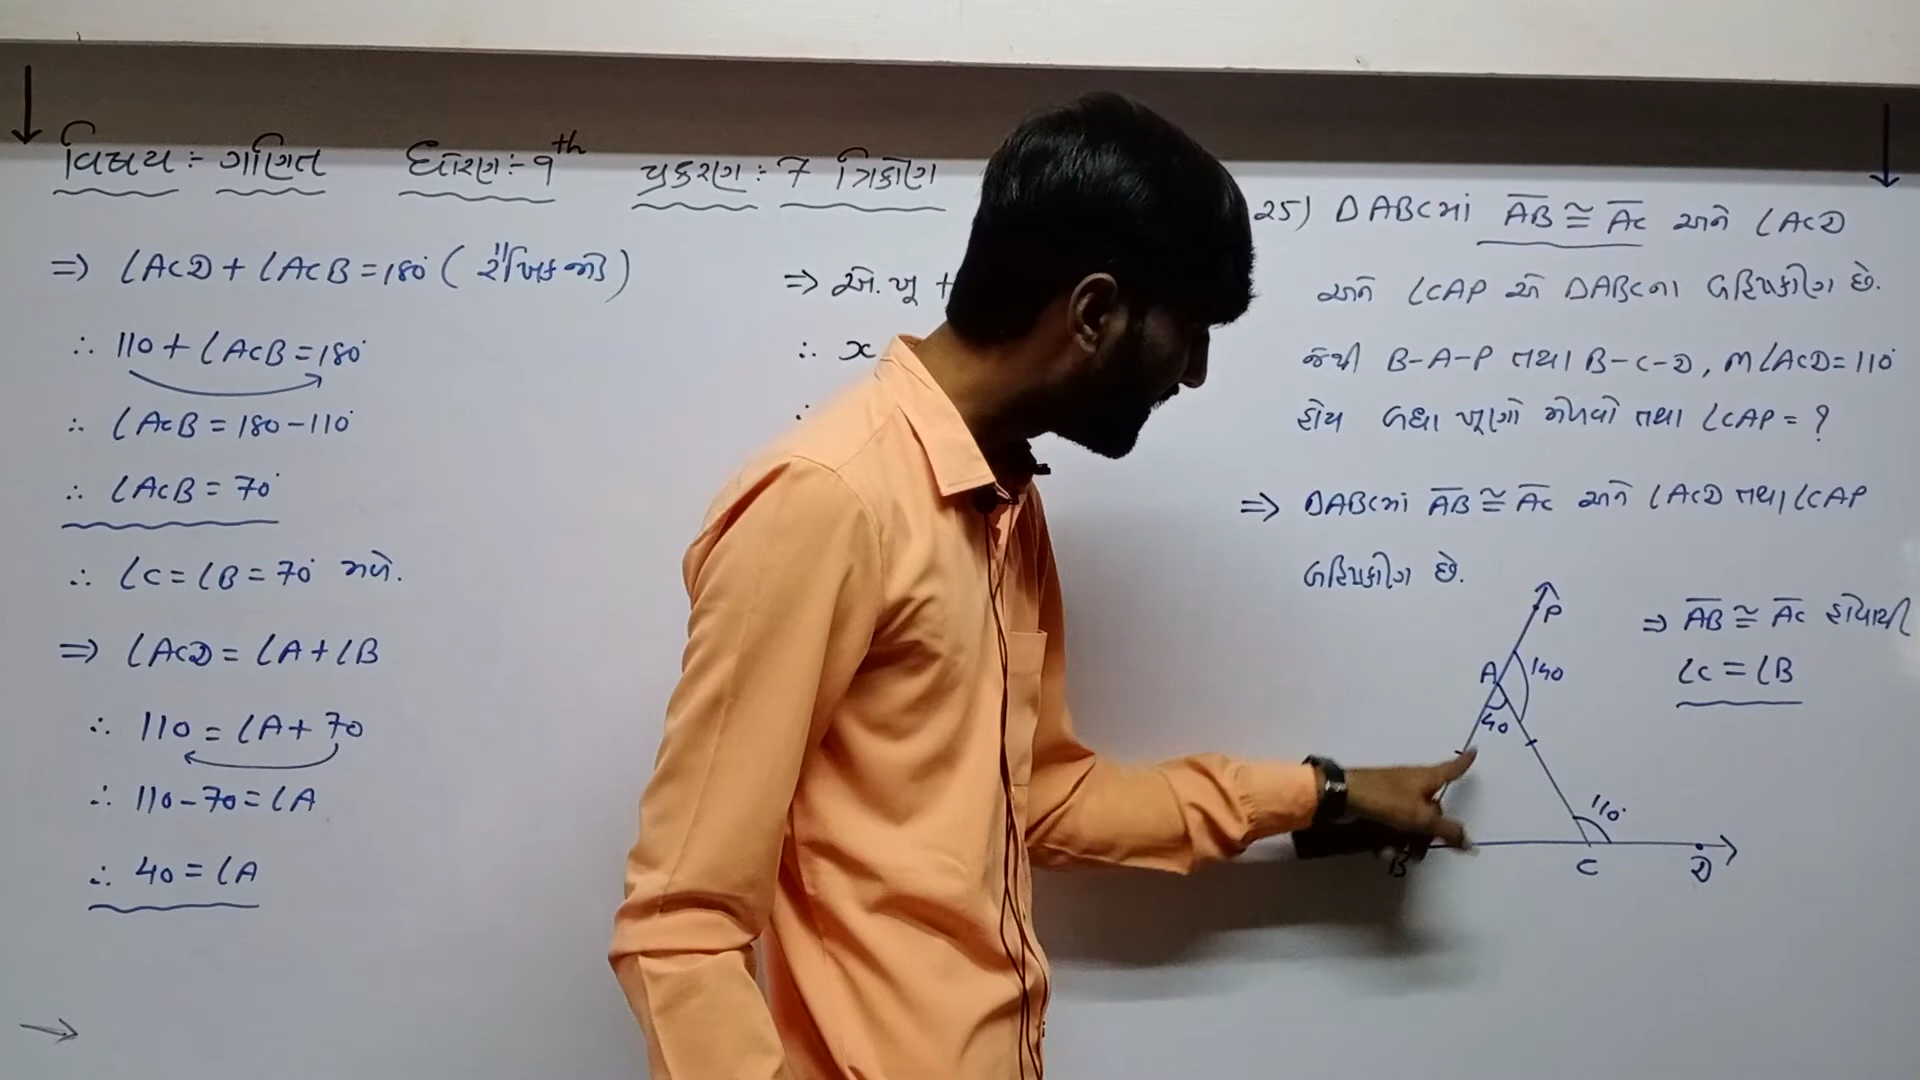 વિષય :- ગણિત ધોરણ :- 9th પ્રકરણ : 7 ત્રિકોણ
⇒ ∠ACD + ∠ACB = 180° ( રૈખિક જોડ )
∴ 110 + ∠ACB = 180°
∴ ∠ACB = 180 - 110°
∴ ∠ACB = 70°
∴ ∠C = ∠B = 70° મળે.
⇒ ∠ACD = ∠A + ∠B
∴ 110 = ∠A + 70
∴ 110 - 70 = ∠A
∴ 40 = ∠A
⇒ અં.ખૂ +
∴ x
∴
25) ΔABCમાં AB ≅ AC અને ∠ACD
અને ∠CAP એ ΔABCના બહિષ્કોણ છે.
જેથી B-A-P તથા B-C-D, m∠ACD = 110°
હોય બધા ખૂણાઓ મેળવો તથા ∠CAP = ?
⇒ ΔABCમાં AB ≅ AC અને ∠ACD તથા ∠CAP
બહિષ્કોણ છે.
P
⇒ AB ≅ AC હોવાથી
∠C = ∠B
A 140
40
110°
B C D